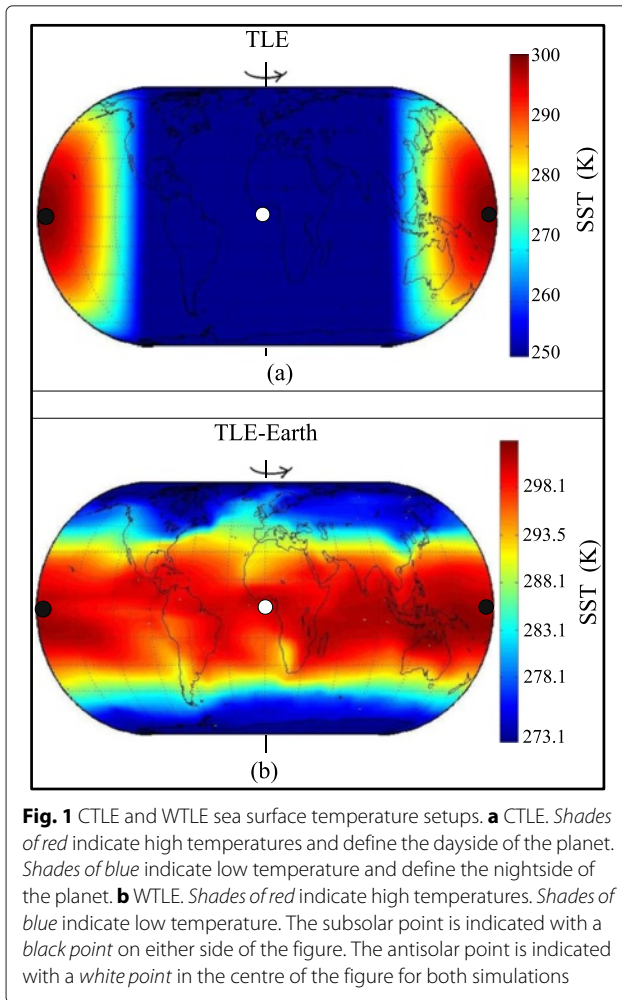 TLE
300
290
280
270
260
250
SST (K)
(a)
TLE-Earth
298.1
293.5
288.1
283.1
278.1
273.1
SST (K)
(b)
Fig. 1 CTLE and WTLE sea surface temperature setups. a CTLE. Shades
of red indicate high temperatures and define the dayside of the planet.
Shades of blue indicate low temperature and define the nightside of
the planet. b WTLE. Shades of red indicate high temperatures. Shades of
blue indicate low temperature. The subsolar point is indicated with a
black point on either side of the figure. The antisolar point is indicated
with a white point in the centre of the figure for both simulations